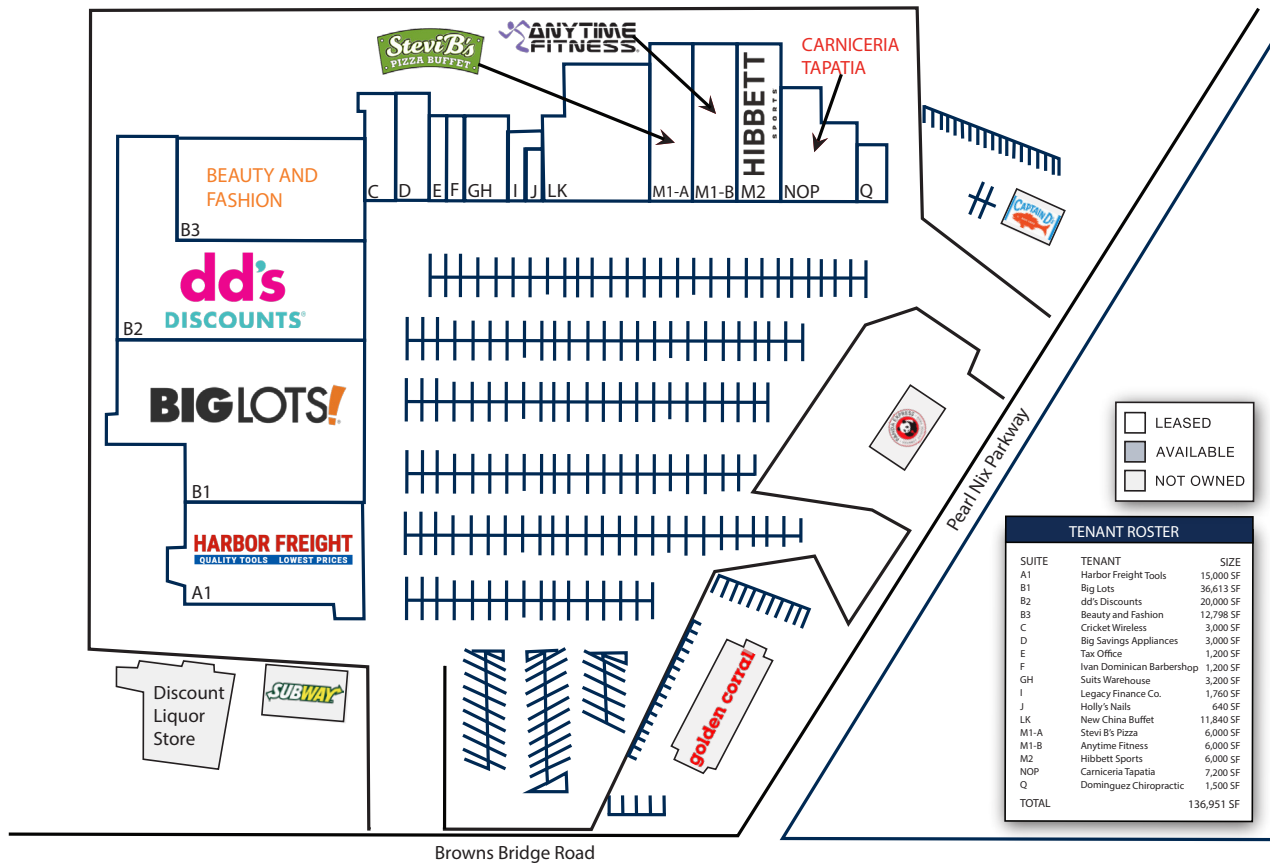 SteviB's
PIZZA BUFFET
ANYTIME
FITNESS
HIBBETT
SPORTS
CARNICERIA
TAPATIA
C
D
E
F
GH
I
J
LK
M1-A
M1-B
M2
NOP
Q
BEAUTY AND
FASHION
B3
dd's
DISCOUNTS
B2
BIG LOTS!
B1
HARBOR FREIGHT
QUALITY TOOLS LOWEST PRICES
A1
CAPTAIN D's
PANDA EXPRESS
Pearl Nix Parkway
golden corral
SUBWAY
Discount
Liquor
Store
Browns Bridge Road
LEASED
AVAILABLE
NOT OWNED
TENANT ROSTER
SUITE TENANT SIZE
A1 Harbor Freight Tools 15,000 SF
B1 Big Lots 36,613 SF
B2 dd's Discounts 20,000 SF
B3 Beauty and Fashion 12,798 SF
C Cricket Wireless 3,000 SF
D Big Savings Appliances 3,000 SF
E Tax Office 1,200 SF
F Ivan Dominican Barbershop 1,200 SF
GH Suits Warehouse 3,200 SF
I Legacy Finance Co. 1,760 SF
J Holly's Nails 640 SF
LK New China Buffet 11,840 SF
M1-A Stevi B's Pizza 6,000 SF
M1-B Anytime Fitness 6,000 SF
M2 Hibbett Sports 6,000 SF
NOP Carniceria Tapatia 7,200 SF
Q Dominguez Chiropractic 1,500 SF
TOTAL 136,951 SF